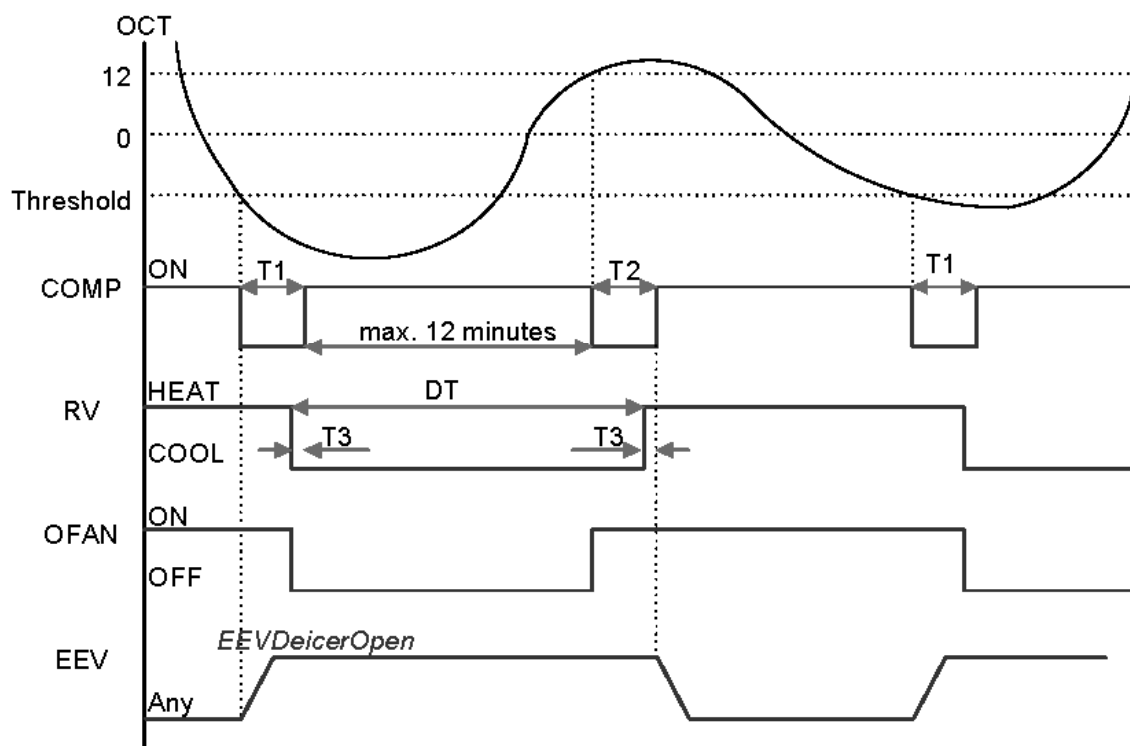 OCT
12
0
Threshold
ON
T1
T2
T1
COMP
max. 12 minutes
HEAT
DT
RV
T3
T3
COOL
ON
OFAN
OFF
EEVDeicerOpen
EEV
Any